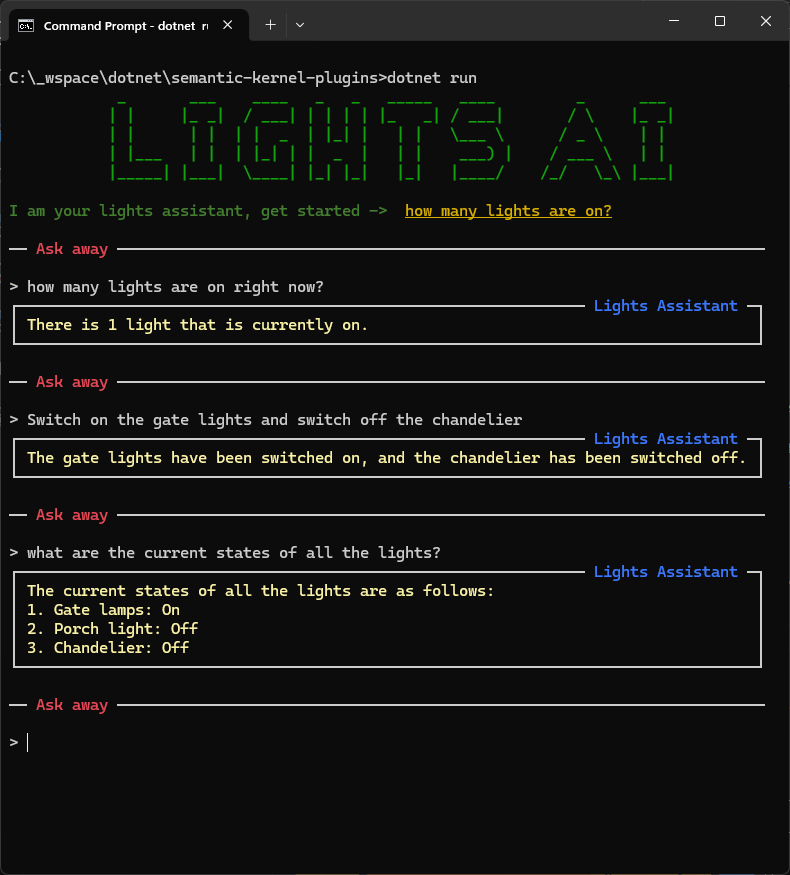 Command Prompt - dotnet r
C:\_wspace\dotnet\semantic-kernel-plugins>dotnet run
LIGHTS AI
I am your lights assistant, get started -> how many lights are on?
Ask away
> how many lights are on right now?
Lights Assistant
There is 1 light that is currently on.
Ask away
> Switch on the gate lights and switch off the chandelier
Lights Assistant
The gate lights have been switched on, and the chandelier has been switched off.
Ask away
> what are the current states of all the lights?
Lights Assistant
The current states of all the lights are as follows:
1. Gate lamps: On
2. Porch light: Off
3. Chandelier: Off
Ask away
>